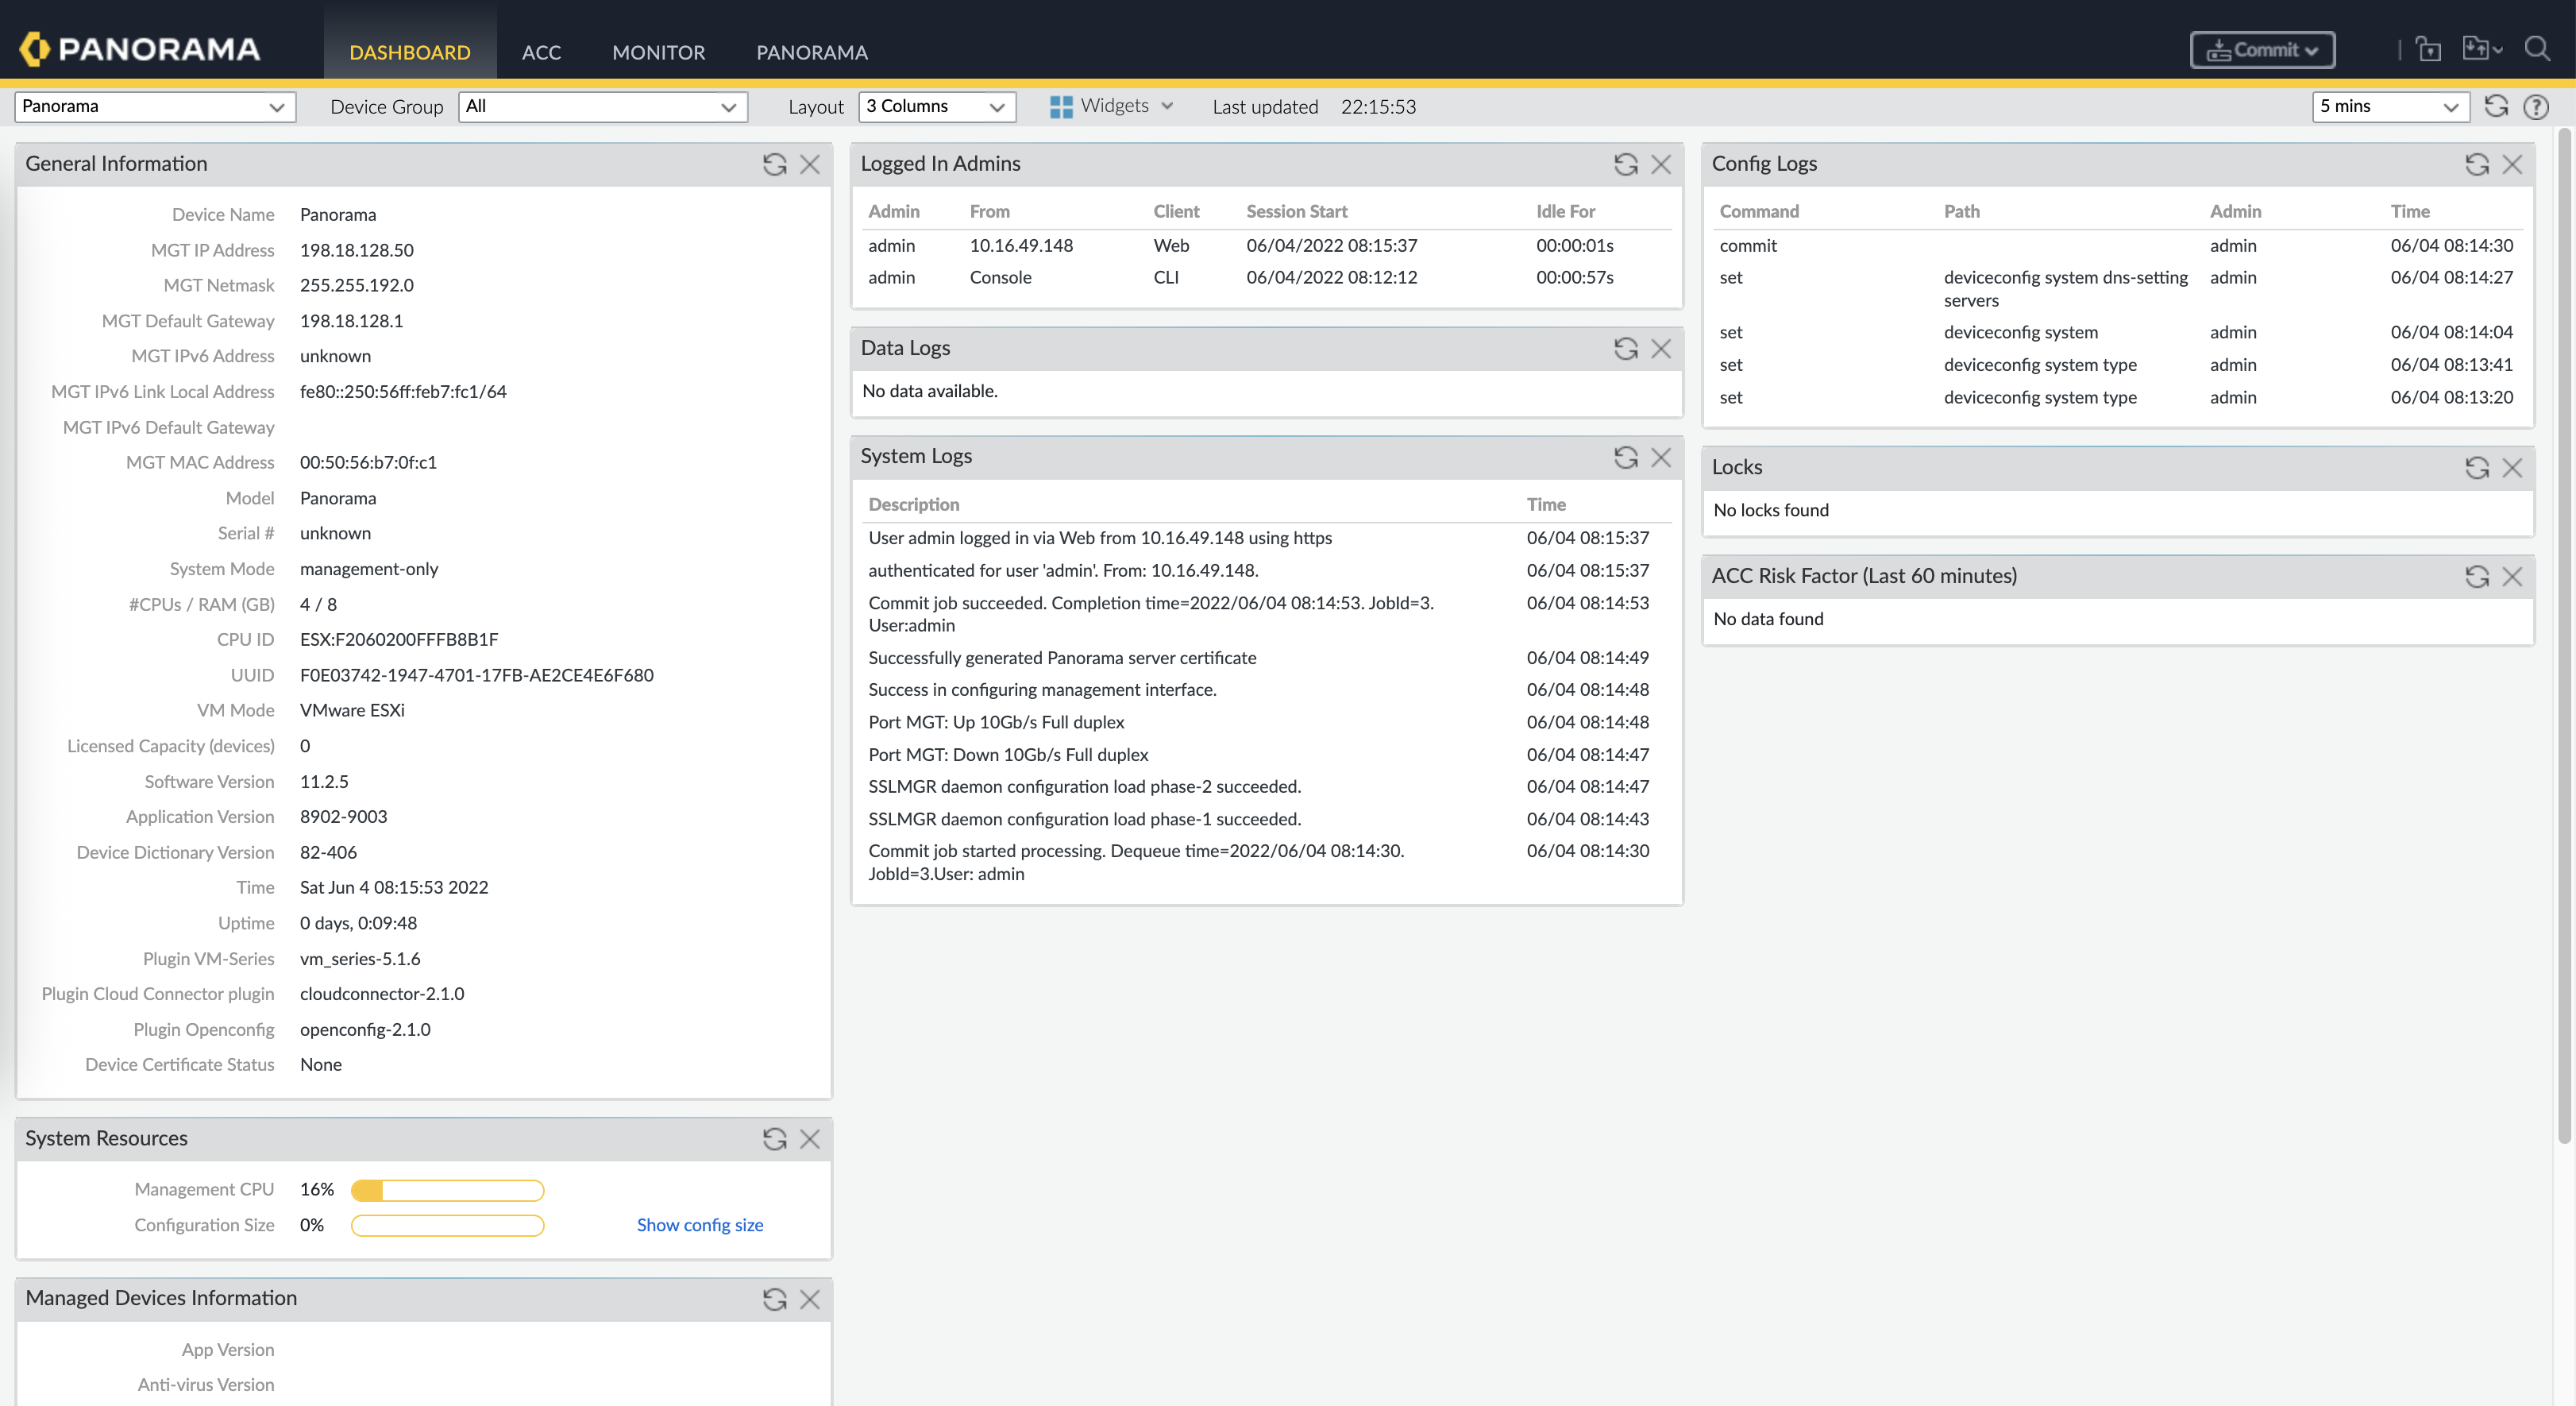 PANORAMA
DASHBOARD ACC MONITOR PANORAMA Commit
Panorama Device Group All Layout 3 Columns Widgets Last updated 22:15:53 5 mins
General Information
Device Name Panorama
MGT IP Address 198.18.128.50
MGT Netmask 255.255.192.0
MGT Default Gateway 198.18.128.1
MGT IPv6 Address unknown
MGT IPv6 Link Local Address fe80::250:56ff:feb7:fc1/64
MGT IPv6 Default Gateway
MGT MAC Address 00:50:56:b7:0f:c1
Model Panorama
Serial # unknown
System Mode management-only
#CPUs / RAM (GB) 4 / 8
CPU ID ESX:F2060200FFFB8B1F
UUID F0E03742-1947-4701-17FB-AE2CE4E6F680
VM Mode VMware ESXi
Licensed Capacity (devices) 0
Software Version 11.2.5
Application Version 8902-9003
Device Dictionary Version 82-406
Time Sat Jun 4 08:15:53 2022
Uptime 0 days, 0:09:48
Plugin VM-Series vm_series-5.1.6
Plugin Cloud Connector plugin cloudconnector-2.1.0
Plugin Openconfig openconfig-2.1.0
Device Certificate Status None
System Resources
Management CPU 16%
Configuration Size 0% Show config size
Managed Devices Information
App Version
Anti-virus Version
Logged In Admins
Admin From Client Session Start Idle For
admin 10.16.49.148 Web 06/04/2022 08:15:37 00:00:01s
admin Console CLI 06/04/2022 08:12:12 00:00:57s
Data Logs
No data available.
System Logs
Description Time
User admin logged in via Web from 10.16.49.148 using https 06/04 08:15:37
authenticated for user 'admin'. From: 10.16.49.148. 06/04 08:15:37
Commit job succeeded. Completion time=2022/06/04 08:14:53. JobId=3. 06/04 08:14:53
User:admin
Successfully generated Panorama server certificate 06/04 08:14:49
Success in configuring management interface. 06/04 08:14:48
Port MGT: Up 10Gb/s Full duplex 06/04 08:14:48
Port MGT: Down 10Gb/s Full duplex 06/04 08:14:47
SSLMGR daemon configuration load phase-2 succeeded. 06/04 08:14:47
SSLMGR daemon configuration load phase-1 succeeded. 06/04 08:14:43
Commit job started processing. Dequeue time=2022/06/04 08:14:30. 06/04 08:14:30
JobId=3.User: admin
Config Logs
Command Path Admin Time
commit admin 06/04 08:14:30
set deviceconfig system dns-setting admin 06/04 08:14:27
servers
set deviceconfig system admin 06/04 08:14:04
set deviceconfig system type admin 06/04 08:13:41
set deviceconfig system type admin 06/04 08:13:20
Locks
No locks found
ACC Risk Factor (Last 60 minutes)
No data found